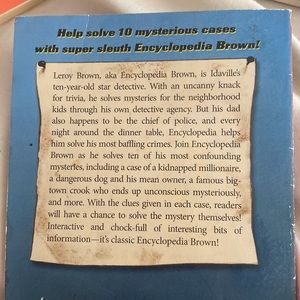 Help solve 10 mysterious cases
with super sleuth Encyclopedia Brown!
Leroy Brown, aka Encyclopedia Brown, is Idaville's
ten-year-old star detective. With an uncanny knack
for trivia, he solves mysteries for the neighborhood
kids through his own detective agency. But his dad
also happens to be the chief of police, and every
night around the dinner table, Encyclopedia helps
him solve his most baffling crimes. Join Encyclopedia
Brown as he solves ten of his most confounding
mysteries, including a case of a kidnapped millionaire,
a dangerous dog and his mean owner, a famous big-
town crook who ends up unconscious mysteriously,
and more. With the clues given in each case, readers
will have a chance to solve the mystery themselves!
Interactive and chock-full of interesting bits of
information—it's classic Encyclopedia Brown!